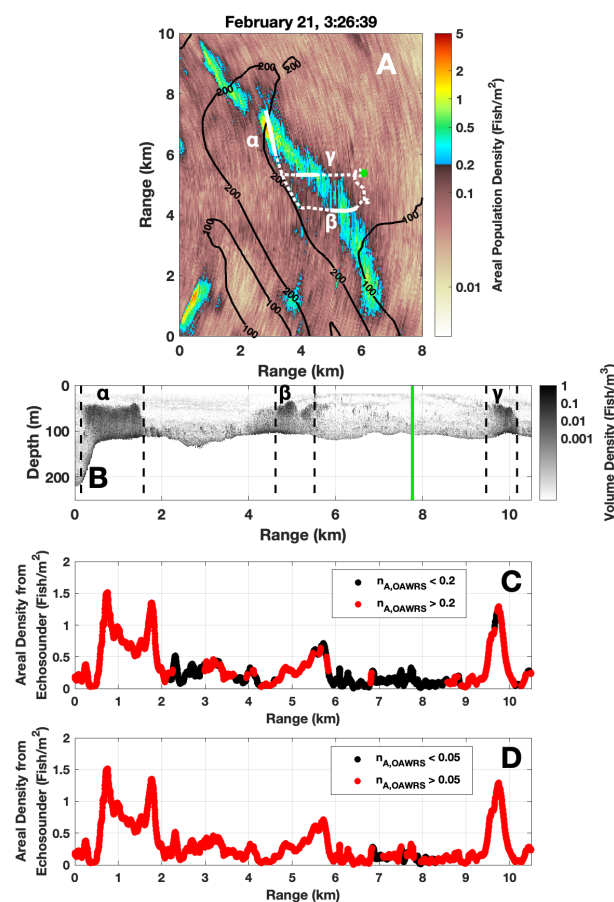 February 21, 3:26:39
10
8
6
4
2
0
Range (km)
0 2 4 6 8
Range (km)
A
α
γ
β
200
200
200
200
200
100
100
100
100
100
5
2
1
0.5
0.2
0.1
0.01
Areal Population Density (Fish/m²)
0
100
200
Depth (m)
α
β
γ
B
0 2 4 6 8 10
Range (km)
1
0.1
0.01
0.001
Volume Density (Fish/m³)
2
1.5
1
0.5
0
Areal Density from
Echosounder (Fish/m²)
n_A,OAWRS < 0.2
n_A,OAWRS > 0.2
C
0 1 2 3 4 5 6 7 8 9 10
Range (km)
2
1.5
1
0.5
0
Areal Density from
Echosounder (Fish/m²)
n_A,OAWRS < 0.05
n_A,OAWRS > 0.05
D
0 1 2 3 4 5 6 7 8 9 10
Range (km)